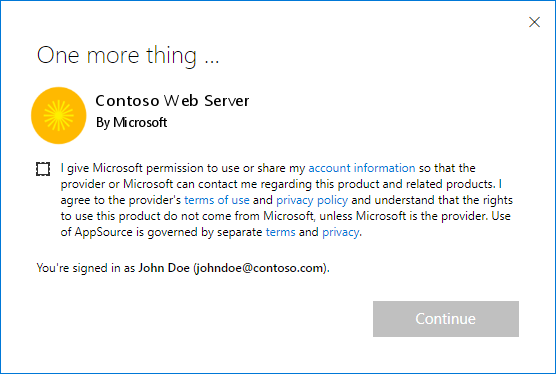 One more thing ...
Contoso Web Server
By Microsoft
I give Microsoft permission to use or share my account information so that the
provider or Microsoft can contact me regarding this product and related products. I
agree to the provider's terms of use and privacy policy and understand that the rights
to use this product do not come from Microsoft, unless Microsoft is the provider. Use
of AppSource is governed by separate terms and privacy.
You're signed in as John Doe (johndoe@contoso.com).
Continue